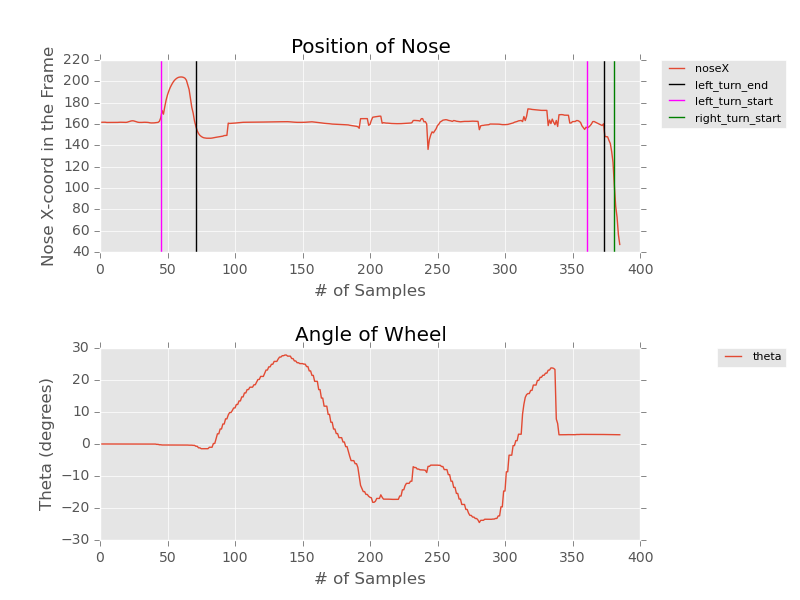 Position of Nose
Nose X-coord in the Frame
220
200
180
160
140
120
100
80
60
40
0 50 100 150 200 250 300 350 400
# of Samples
noseX
left_turn_end
left_turn_start
right_turn_start
Angle of Wheel
Theta (degrees)
30
20
10
0
−10
−20
−30
0 50 100 150 200 250 300 350 400
# of Samples
theta